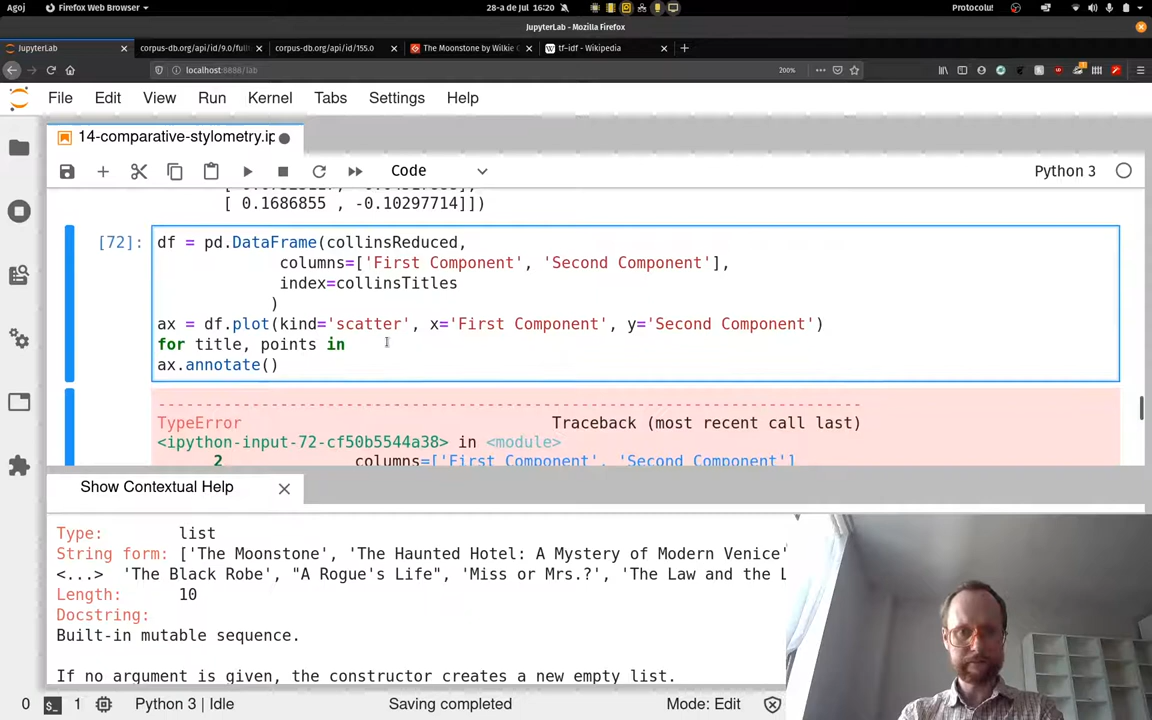 Agoj
Firefox Web Browser
28-a de Jul 16:20
Protocolu!
JupyterLab - Mozilla Firefox
JupyterLab
corpus-db.org/api/id/9.0/fullt
corpus-db.org/api/id/155.0
The Moonstone by Wilkie C
tf-idf - Wikipedia
localhost:8888/lab
200%
File Edit View Run Kernel Tabs Settings Help
14-comparative-stylometry.ip
Code
Python 3
[ 0.1686855 , -0.10297714]])
[72]:
df = pd.DataFrame(collinsReduced,
columns=['First Component', 'Second Component'],
index=collinsTitles
)
ax = df.plot(kind='scatter', x='First Component', y='Second Component')
for title, points in
ax.annotate()
---------------------------------------------------------------------------
TypeError Traceback (most recent call last)
<ipython-input-72-cf50b5544a38> in <module>
2 columns=['First Component', 'Second Component']
Show Contextual Help
Type: list
String form: ['The Moonstone', 'The Haunted Hotel: A Mystery of Modern Venice'
<...> 'The Black Robe', "A Rogue's Life", 'Miss or Mrs.?', 'The Law and the L
Length: 10
Docstring:
Built-in mutable sequence.
If no argument is given, the constructor creates a new empty list.
0
1
Python 3 | Idle
Saving completed
Mode: Edit